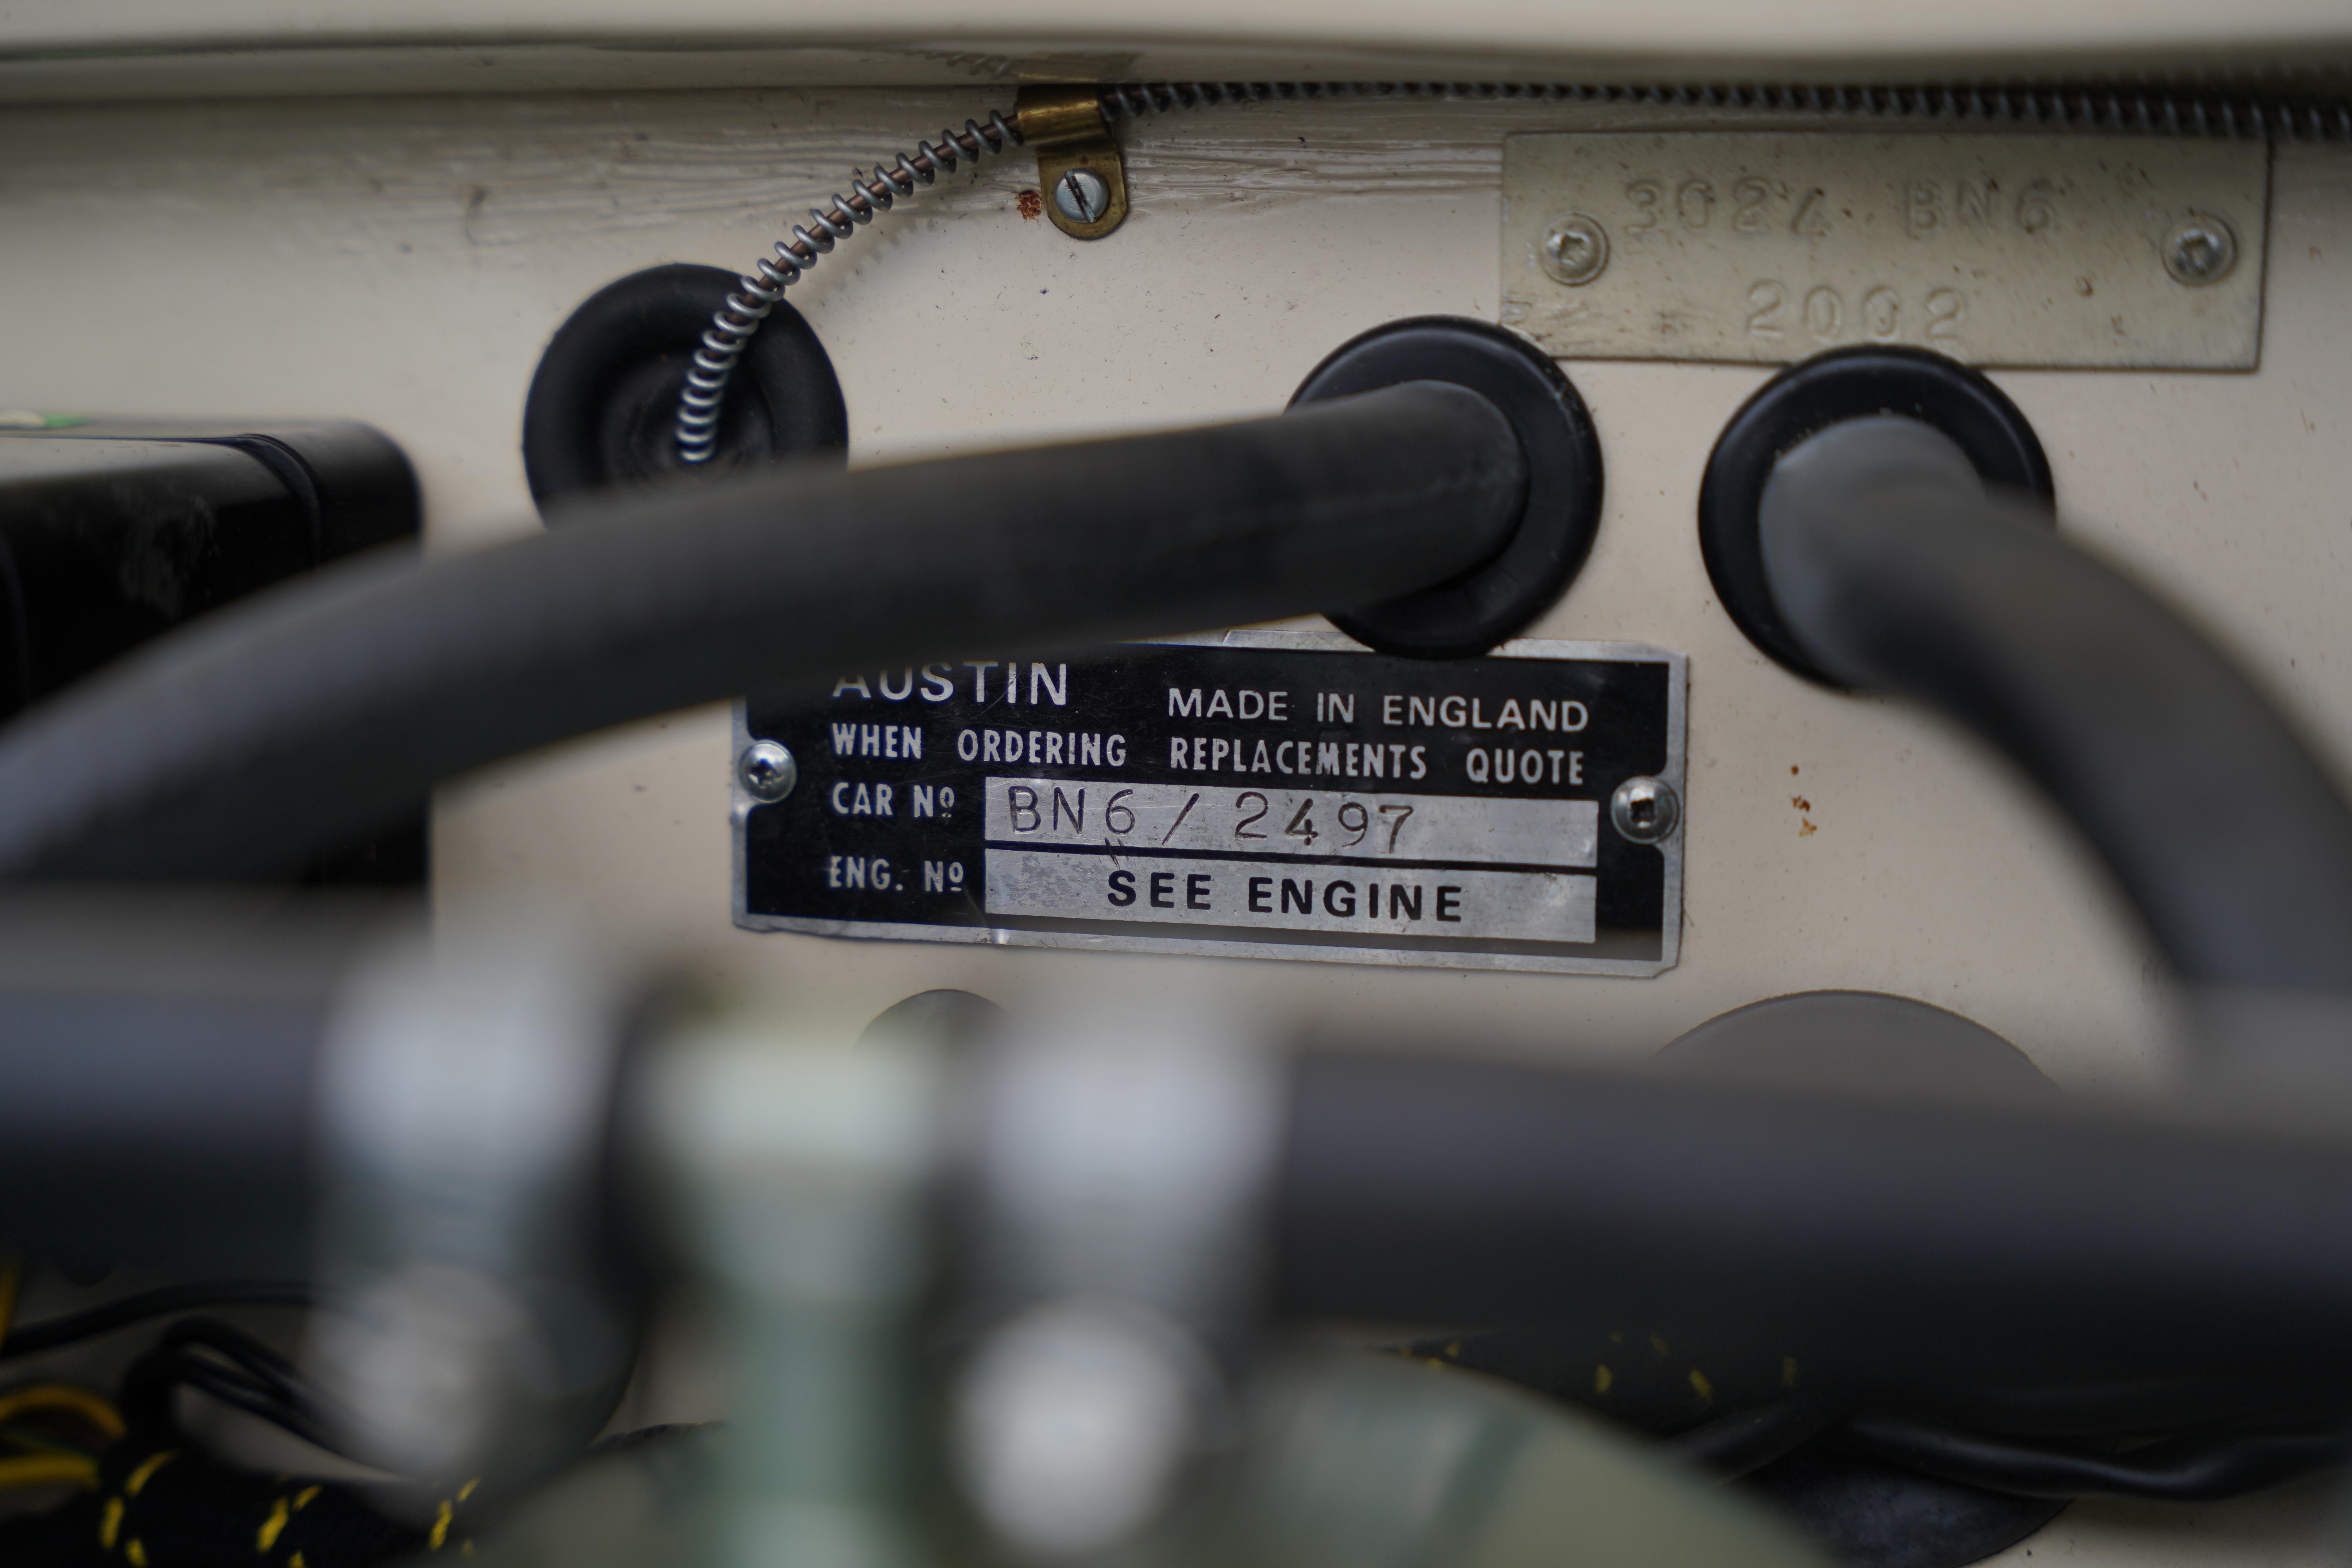 3024 BN6
2002
AUSTIN
MADE IN ENGLAND
WHEN ORDERING REPLACEMENTS QUOTE
CAR Nº BN6 / 2497
ENG. Nº SEE ENGINE